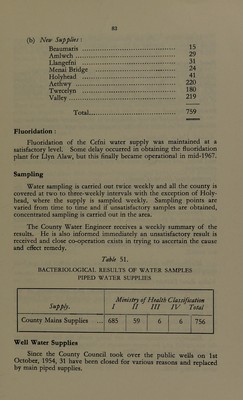 83
(b) New Supplies :
Beaumaris ........ 15
Amlwch ........ 29
Llangefni ........ 31
Menai Bridge ........ 24
Holyhead ........ 41
Aethwy ........ 220
Twrcelyn ........ 180
Valley ........ 219
Total........ 759
Fluoridation :
Fluoridation of the Cefni water supply was maintained at a
satisfactory level. Some delay occurred in obtaining the fluoridation
plant for Llyn Alaw, but this finally became operational in mid-1967.
Sampling
Water sampling is carried out twice weekly and all the county is
covered at two to three-weekly intervals with the exception of Holy-
head, where the supply is sampled weekly. Sampling points are
varied from time to time and if unsatisfactory samples are obtained,
concentrated sampling is carried out in the area.
The County Water Engineer receives a weekly summary of the
results. He is also informed immediately an unsatisfactory result is
received and close co-operation exists in trying to ascertain the cause
and effect remedy.
Table 51.
BACTERIOLOGICAL RESULTS OF WATER SAMPLES
PIPED WATER SUPPLIES
Ministry of Health Classification
Supply. I II III IV Total
County Mains Supplies ... 685 59 6 6 756
Well Water Supplies
Since the County Council took over the public wells on 1st
October, 1954, 31 have been closed for various reasons and replaced
by main piped supplies.